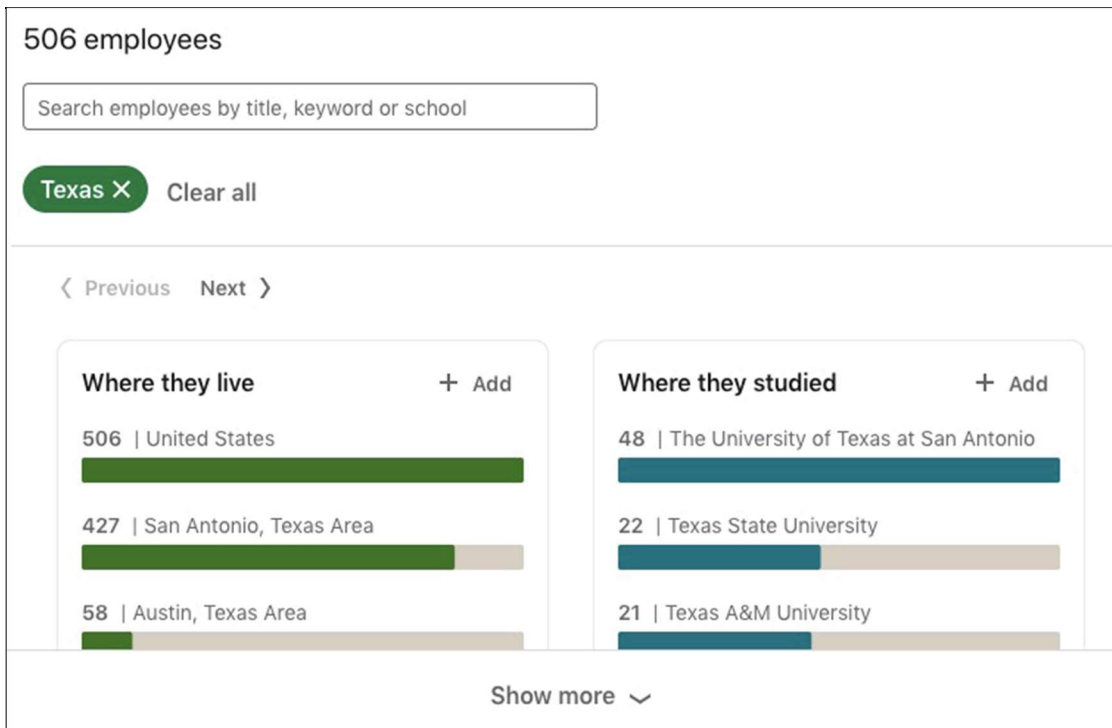 506 employees
Search employees by title, keyword or school
Texas ✕ Clear all
❮ Previous Next ❯
Where they live + Add
506 | United States
427 | San Antonio, Texas Area
58 | Austin, Texas Area
Where they studied + Add
48 | The University of Texas at San Antonio
22 | Texas State University
21 | Texas A&M University
Show more